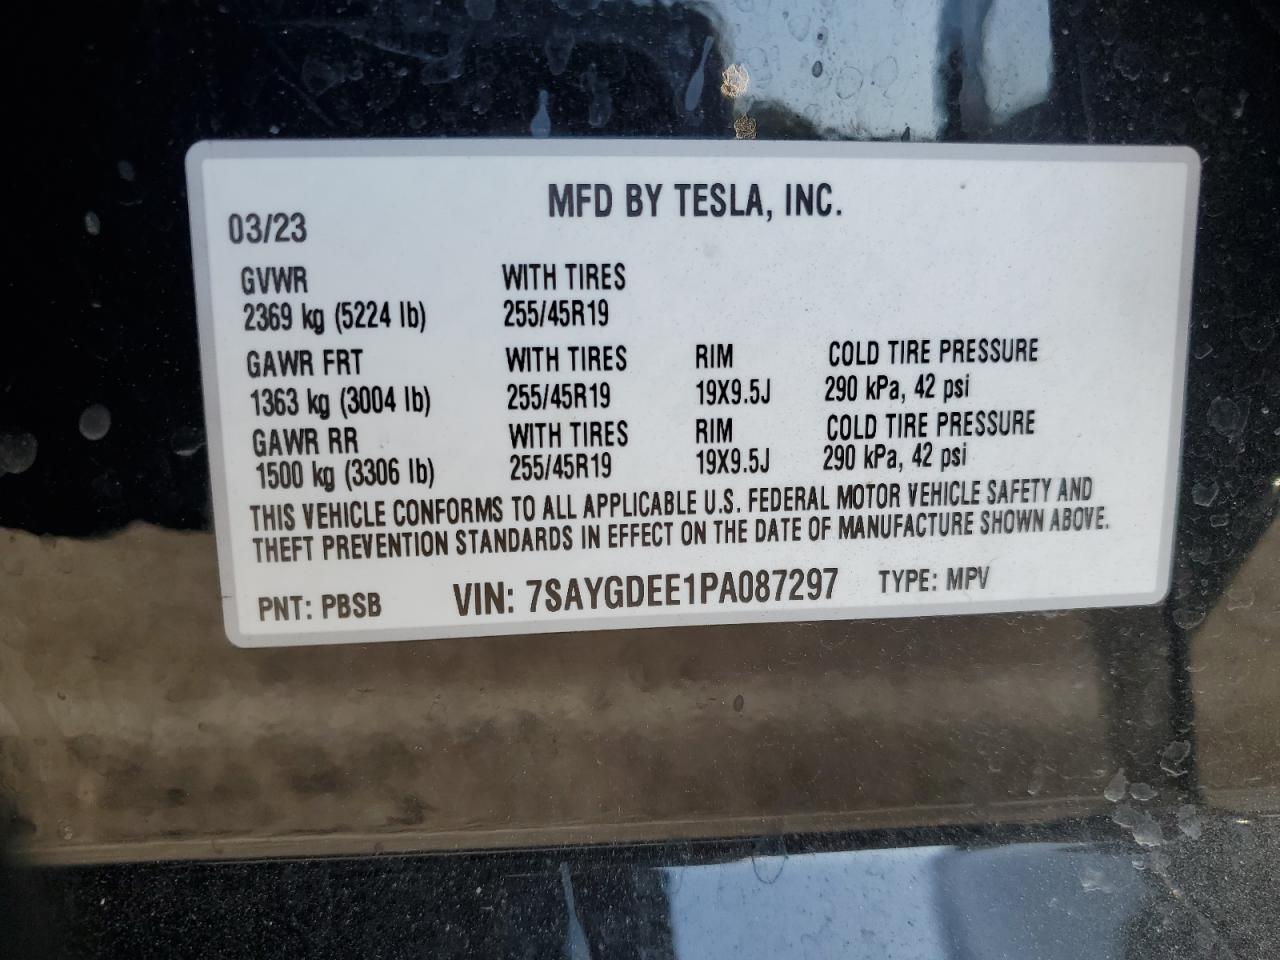 MFD BY TESLA, INC.
03/23
GVWR WITH TIRES
2369 kg (5224 lb) 255/45R19
GAWR FRT WITH TIRES RIM COLD TIRE PRESSURE
1363 kg (3004 lb) 255/45R19 19X9.5J 290 kPa, 42 psi
GAWR RR WITH TIRES RIM COLD TIRE PRESSURE
1500 kg (3306 lb) 255/45R19 19X9.5J 290 kPa, 42 psi
THIS VEHICLE CONFORMS TO ALL APPLICABLE U.S. FEDERAL MOTOR VEHICLE SAFETY AND
THEFT PREVENTION STANDARDS IN EFFECT ON THE DATE OF MANUFACTURE SHOWN ABOVE.
PNT: PBSB VIN: 7SAYGDEE1PA087297 TYPE: MPV